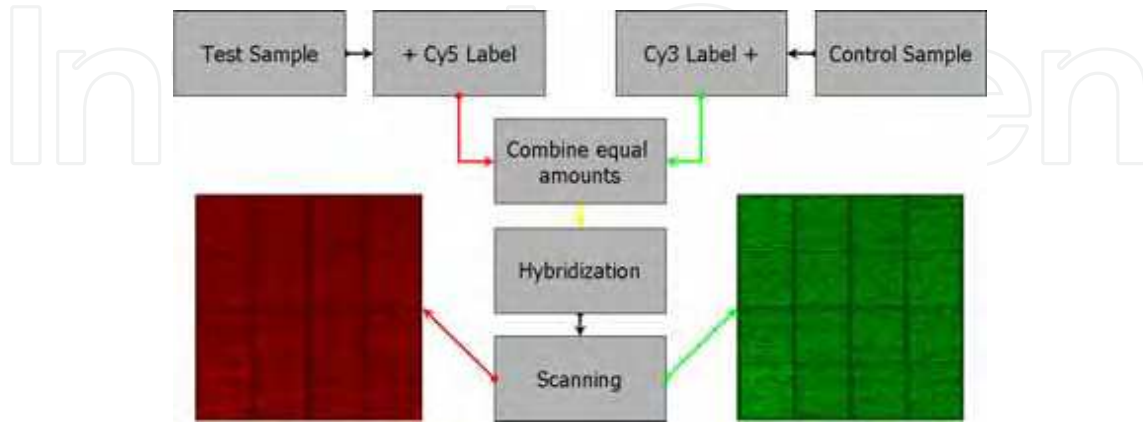 Test Sample
+ Cy5 Label
Cy3 Label +
Control Sample
Combine equal
amounts
Hybridization
Scanning